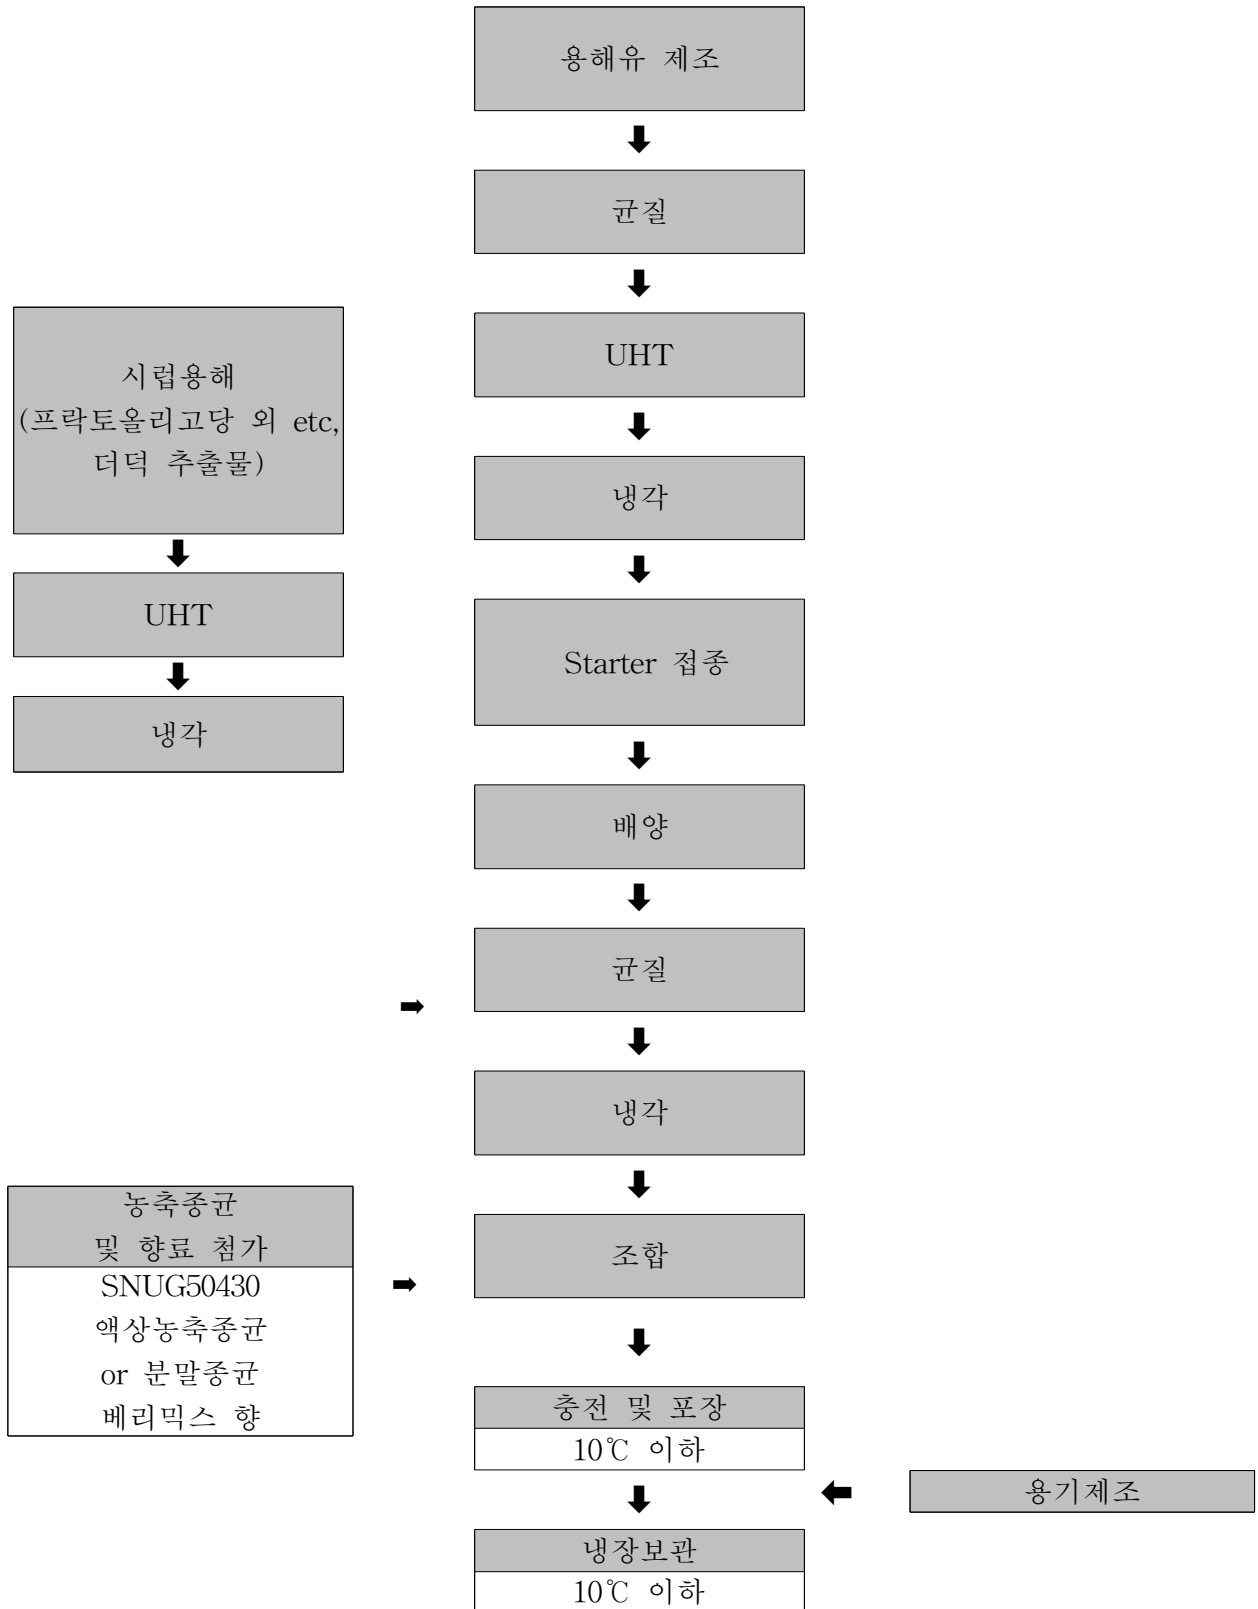 용해유 제조
균질
UHT
냉각
Starter 접종
배양
균질
냉각
조합
충전 및 포장
10℃ 이하
냉장보관
10℃ 이하
시럽용해
(프락토올리고당 외 etc,
더덕 추출물)
UHT
냉각
농축종균
및 향료 첨가
SNUG50430
액상농축종균
or 분말종균
베리믹스 향
용기제조